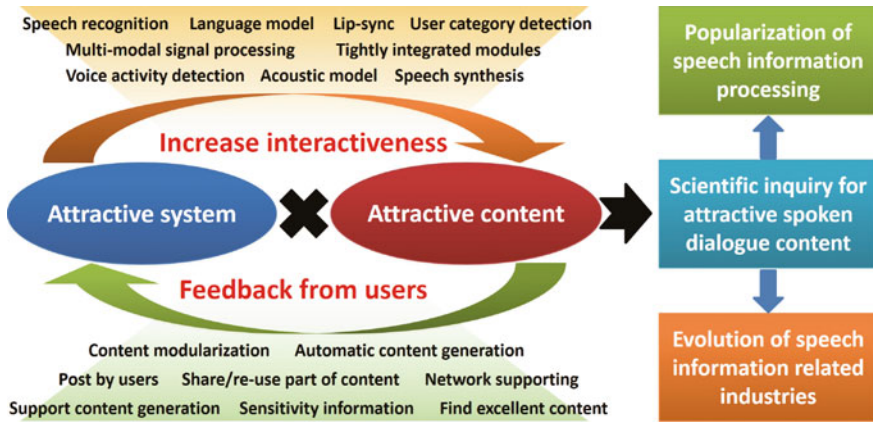 Speech recognition Language model Lip-sync User category detection
Multi-modal signal processing Tightly integrated modules
Voice activity detection Acoustic model Speech synthesis
Increase interactiveness
Attractive system
Attractive content
Feedback from users
Content modularization Automatic content generation
Post by users Share/re-use part of content Network supporting
Support content generation Sensitivity information Find excellent content
Popularization of
speech information
processing
Scientific inquiry for
attractive spoken
dialogue content
Evolution of speech
information related
industries